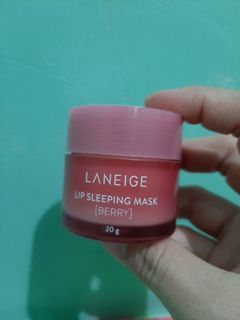 LANEIGE
LIP SLEEPING MASK
[BERRY]
20 g